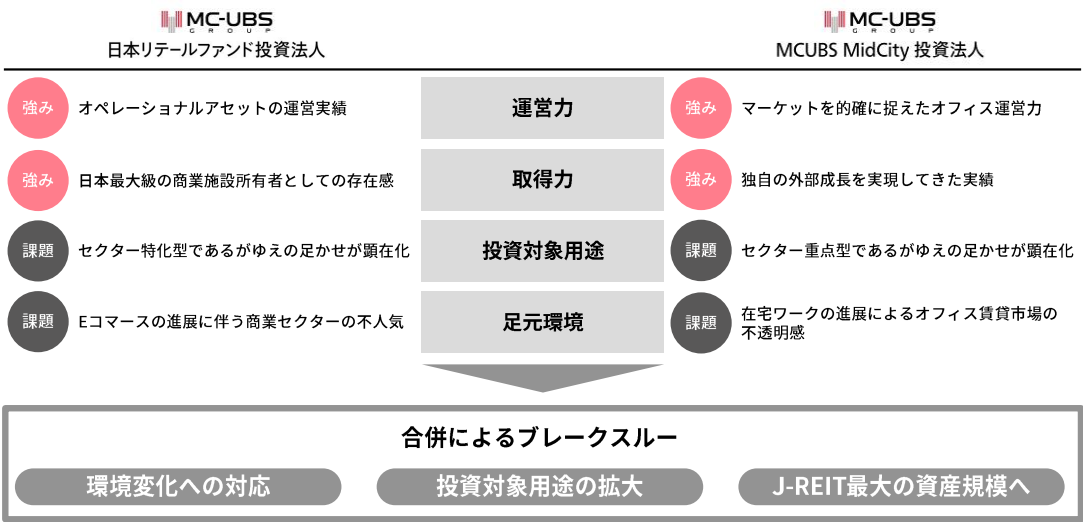 MC-UBS
GROUP
日本リテールファンド投資法人
MC-UBS
GROUP
MCUBS MidCity 投資法人
強み
オペレーショナルアセットの運営実績
運営力
強み
マーケットを的確に捉えたオフィス運営力
強み
日本最大級の商業施設所有者としての存在感
取得力
強み
独自の外部成長を実現してきた実績
課題
セクター特化型であるがゆえの足かせが顕在化
投資対象用途
課題
セクター重点型であるがゆえの足かせが顕在化
課題
Eコマースの進展に伴う商業セクターの不人気
足元環境
課題
在宅ワークの進展によるオフィス賃貸市場の
不透明感
合併によるブレークスルー
環境変化への対応
投資対象用途の拡大
J-REIT最大の資産規模へ